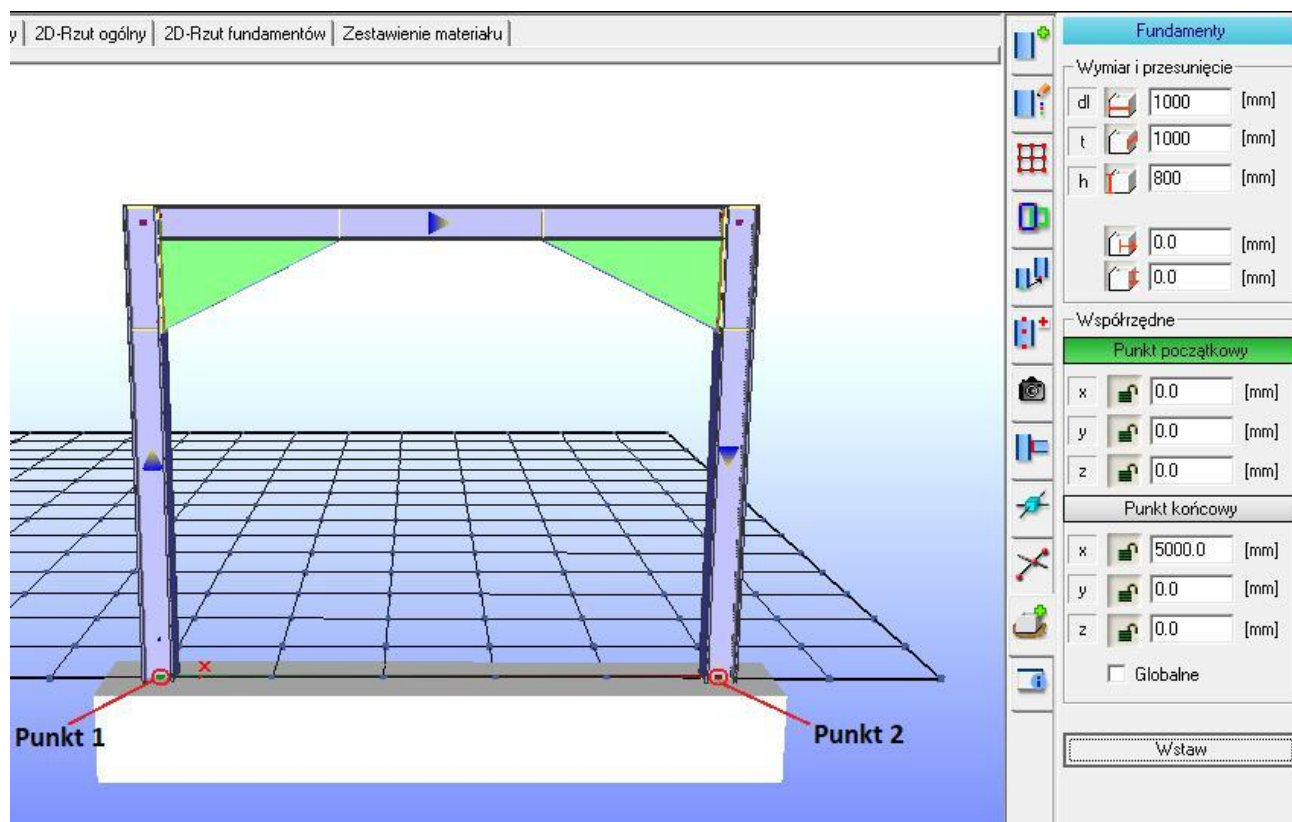 y 2D-Rzut ogólny 2D-Rzut fundamentów Zestawienie materiału
Fundamenty
Wymiar i przesunięcie
dl 1000 [mm]
t 1000 [mm]
h 800 [mm]
0.0 [mm]
0.0 [mm]
Współrzędne
Punkt początkowy
x 0.0 [mm]
y 0.0 [mm]
z 0.0 [mm]
Punkt końcowy
x 5000.0 [mm]
y 0.0 [mm]
z 0.0 [mm]
Globalne
Wstaw
x
Punkt 1
Punkt 2